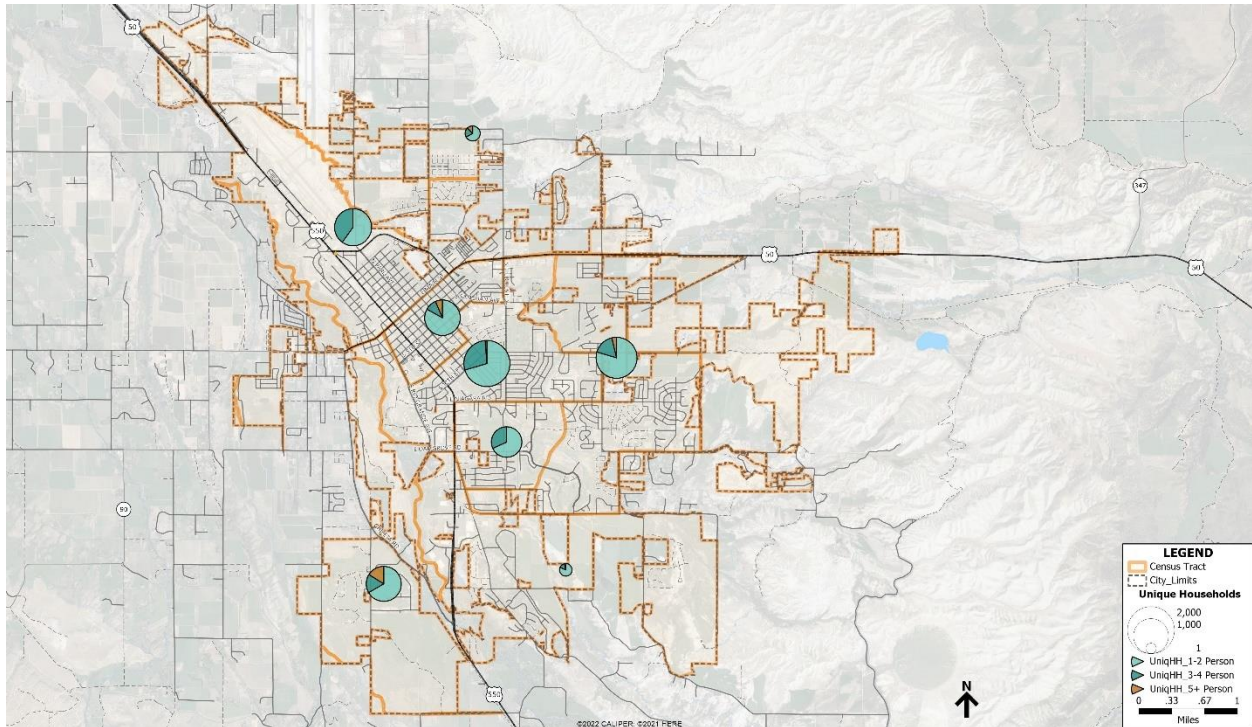 50
550
50
347
50
90
550
LEGEND
Census Tract
City_Limits
Unique Households
2,000
1,000
1
UniqHH_1-2 Person
UniqHH_3-4 Person
UniqHH_5+ Person
0 .33 .67 1
Miles
N
©2022 CALIPER; ©2021 HERE